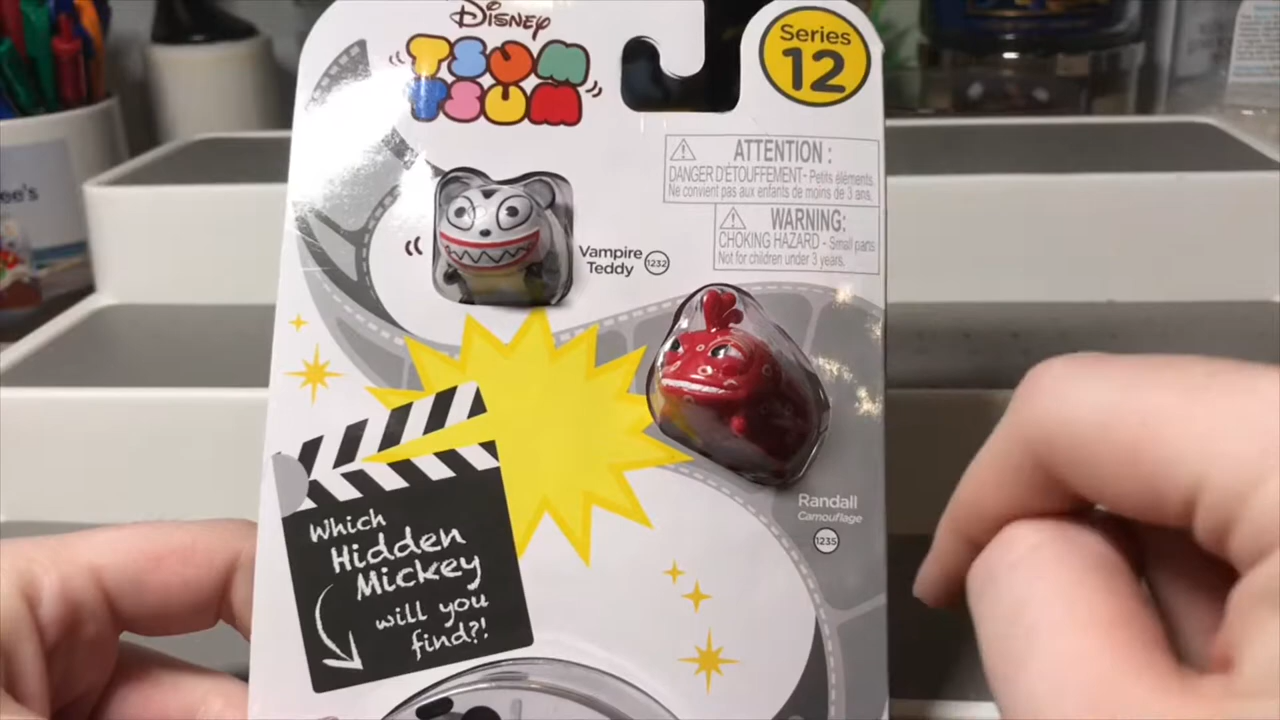 Disney
TSUM
TSUM
Series
12
ATTENTION :
DANGER D'ÉTOUFFEMENT- Petits éléments.
Ne convient pas aux enfants de moins de 3 ans.
WARNING:
CHOKING HAZARD - Small parts
Not for children under 3 years.
Vampire
Teddy 1232
Randall
Camouflage
1235
Which
Hidden
Mickey
will you
find?!
ee's